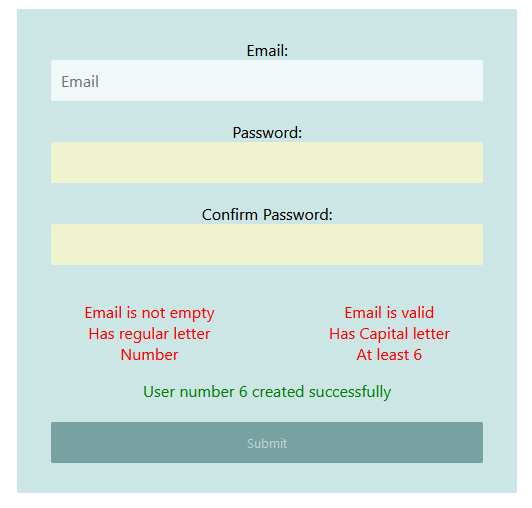 Email:
Email
Password:
Confirm Password:
Email is not empty
Email is valid
Has regular letter
Has Capital letter
Number
At least 6
User number 6 created successfully
Submit